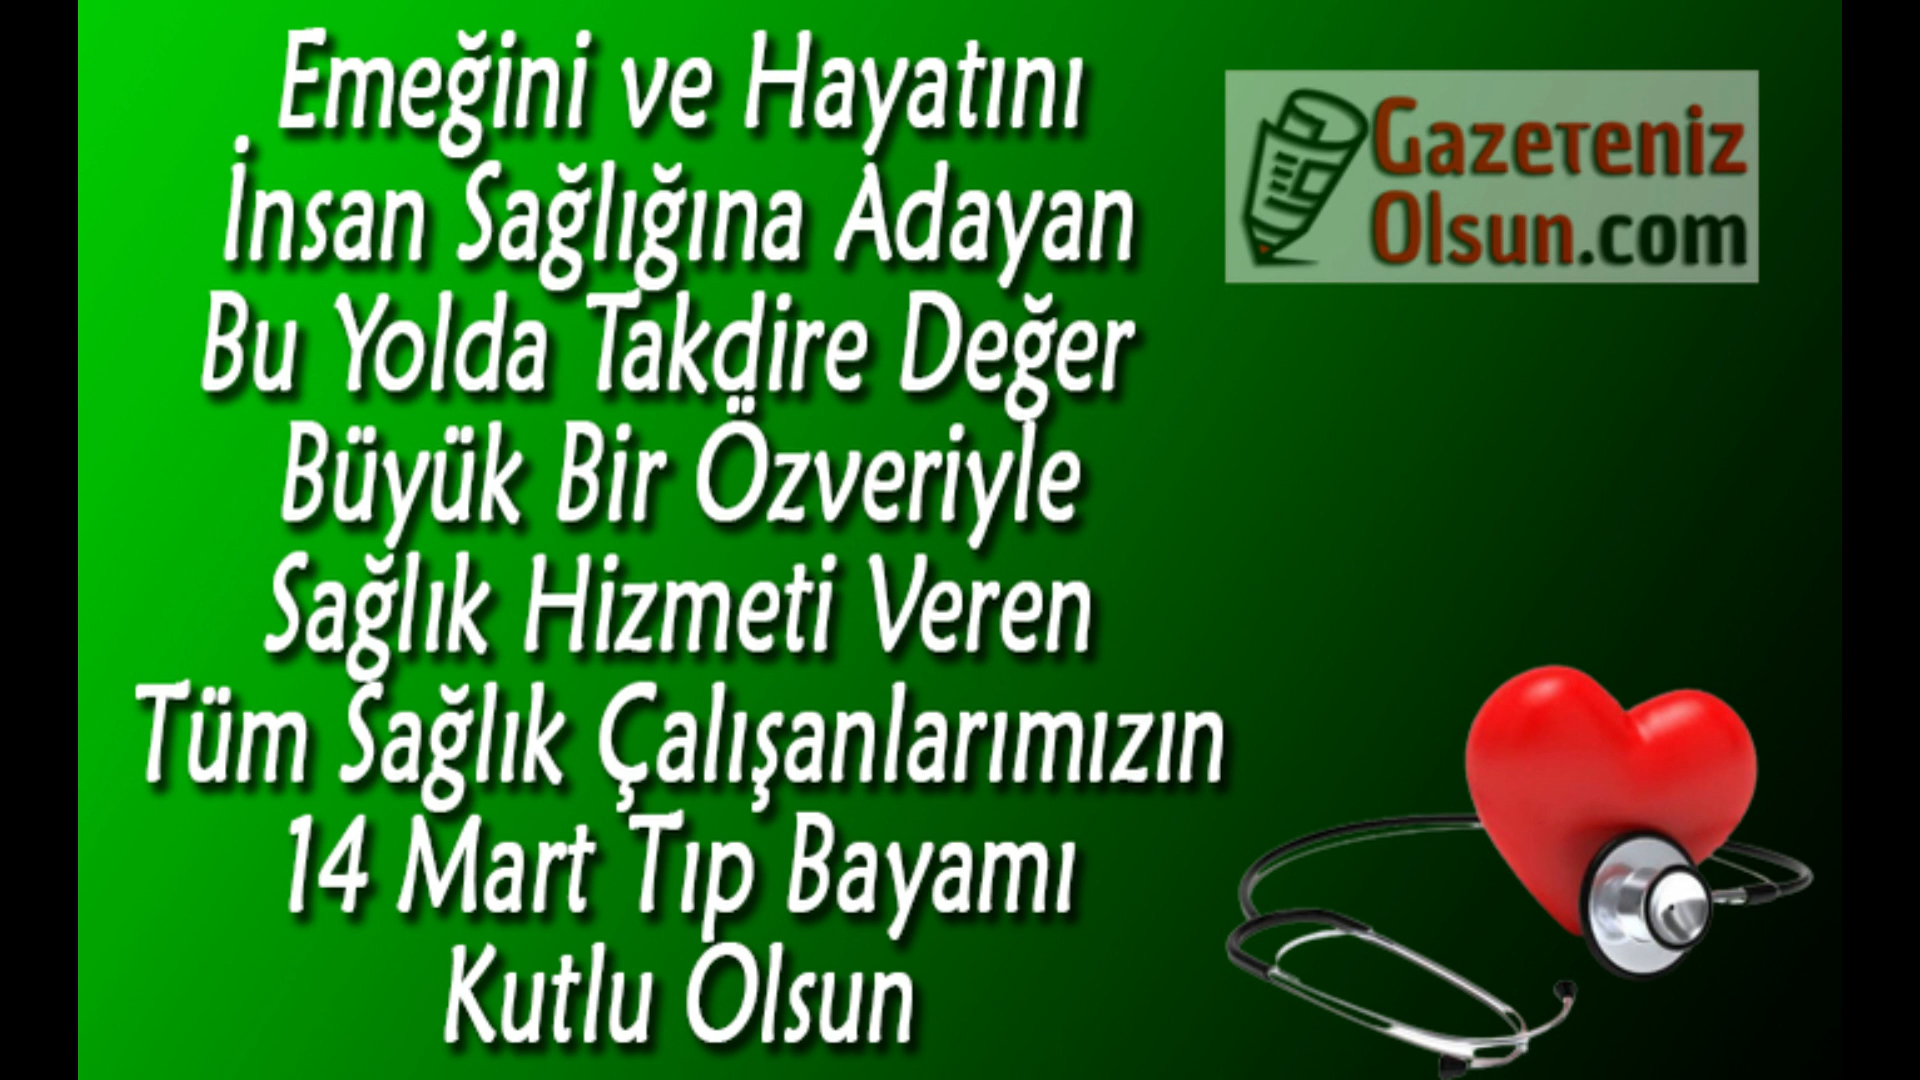 Emeğini ve Hayatını
İnsan Sağlığına Adayan
Bu Yolda Takdire Değer
Büyük Bir Özveriyle
Sağlık Hizmeti Veren
Tüm Sağlık Çalışanlarımızın
14 Mart Tıp Bayamı
Kutlu Olsun
Gazeteniz
Olsun.com